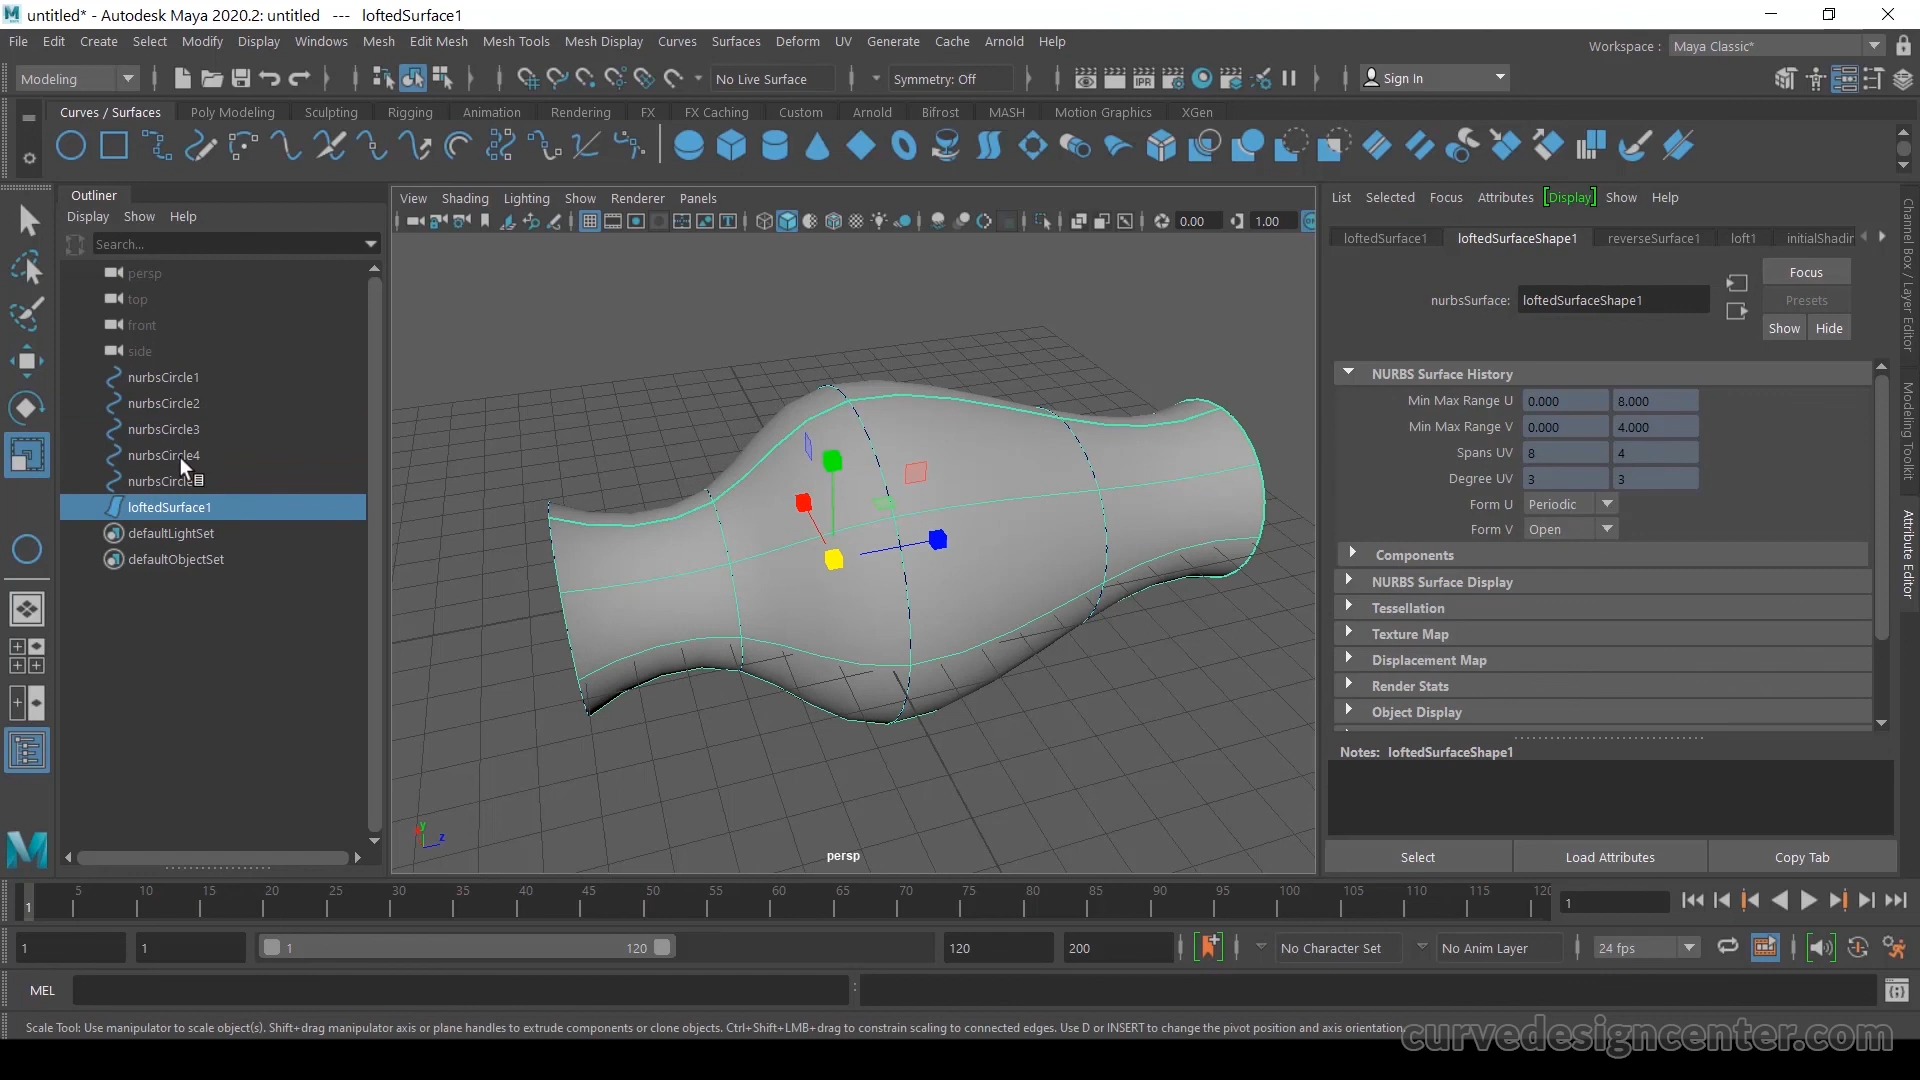 untitled* - Autodesk Maya 2020.2: untitled   ---   loftedSurface1
File Edit Create Select Modify Display Windows Mesh Edit Mesh Mesh Tools Mesh Display Curves Surfaces Deform UV Generate Cache Arnold Help
Workspace : Maya Classic*
Modeling No Live Surface Symmetry: Off Sign In
IPR
Curves / Surfaces Poly Modeling Sculpting Rigging Animation Rendering FX FX Caching Custom Arnold Bifrost MASH Motion Graphics XGen
Outliner
Display Show Help
Search...
persp
top
front
side
nurbsCircle1
nurbsCircle2
nurbsCircle3
nurbsCircle4
nurbsCircle
loftedSurface1
defaultLightSet
defaultObjectSet
View Shading Lighting Show Renderer Panels
0.00 1.00
y
z
persp
List Selected Focus Attributes Display Show Help
loftedSurface1 loftedSurfaceShape1 reverseSurface1 loft1 initialShadir
Focus
nurbsSurface: loftedSurfaceShape1
Presets
Show Hide
NURBS Surface History
Min Max Range U 0.000 8.000
Min Max Range V 0.000 4.000
Spans UV 8 4
Degree UV 3 3
Form U Periodic
Form V Open
Components
NURBS Surface Display
Tessellation
Texture Map
Displacement Map
Render Stats
Object Display
Notes: loftedSurfaceShape1
Select Load Attributes Copy Tab
Channel Box / Layer Editor
Modeling Toolkit
Attribute Editor
1 5 10 15 20 25 30 35 40 45 50 55 60 65 70 75 80 85 90 95 100 105 110 115 120 1
1 1 1 120 120 200 No Character Set No Anim Layer 24 fps
MEL
Scale Tool: Use manipulator to scale object(s). Shift+drag manipulator axis or plane handles to extrude components or clone objects. Ctrl+Shift+LMB+drag to constrain scaling to connected edges. Use D or INSERT to change the pivot position and axis orientation.
curvedesigncenter.com